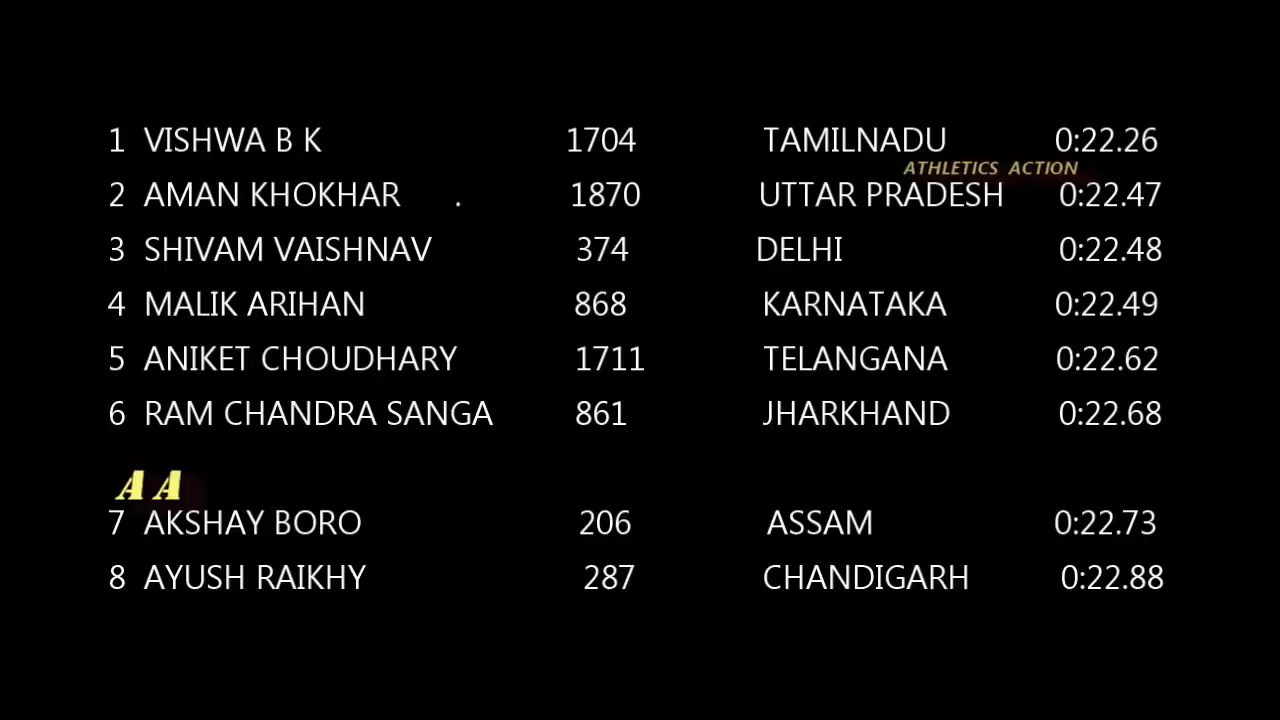 1 VISHWA B K 1704 TAMILNADU 0:22.26
ATHLETICS ACTION
2 AMAN KHOKHAR . 1870 UTTAR PRADESH 0:22.47
3 SHIVAM VAISHNAV 374 DELHI 0:22.48
4 MALIK ARIHAN 868 KARNATAKA 0:22.49
5 ANIKET CHOUDHARY 1711 TELANGANA 0:22.62
6 RAM CHANDRA SANGA 861 JHARKHAND 0:22.68
A A
7 AKSHAY BORO 206 ASSAM 0:22.73
8 AYUSH RAIKHY 287 CHANDIGARH 0:22.88